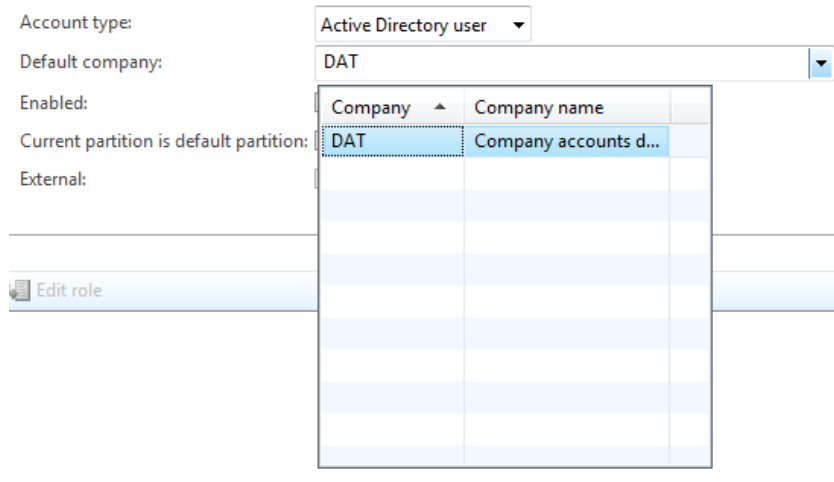 Account type: Active Directory user
Default company: DAT
Enabled:
Company Company name
Current partition is default partition: DAT Company accounts d...
External:
Edit role